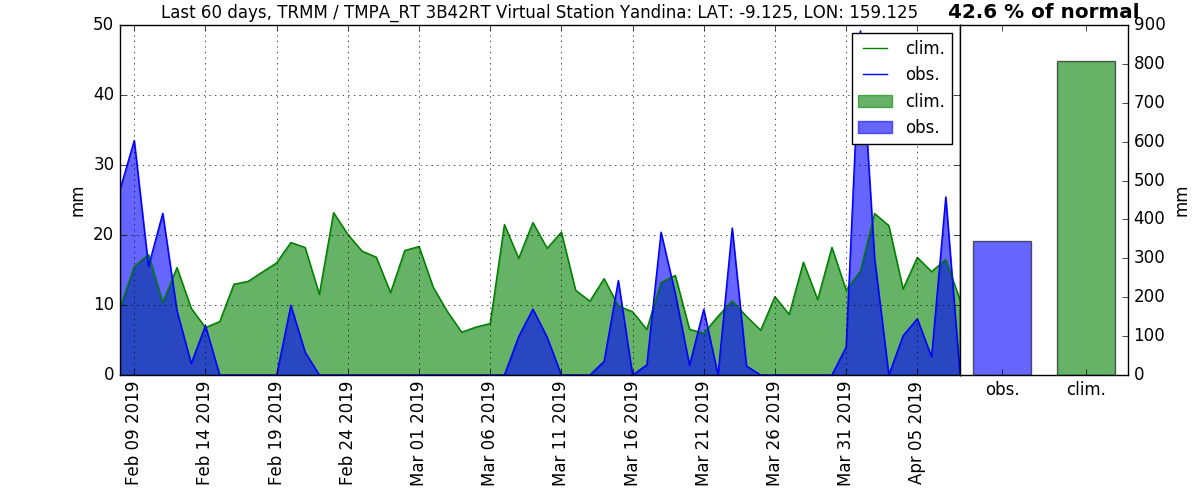 Last 60 days, TRMM / TMPA_RT 3B42RT Virtual Station Yandina: LAT: -9.125, LON: 159.125
42.6 % of normal
50
40
30
20
10
0
mm
clim.
obs.
clim.
obs.
Feb 09 2019
Feb 14 2019
Feb 19 2019
Feb 24 2019
Mar 01 2019
Mar 06 2019
Mar 11 2019
Mar 16 2019
Mar 21 2019
Mar 26 2019
Mar 31 2019
Apr 05 2019
900
800
700
600
500
400
300
200
100
0
mm
obs.
clim.